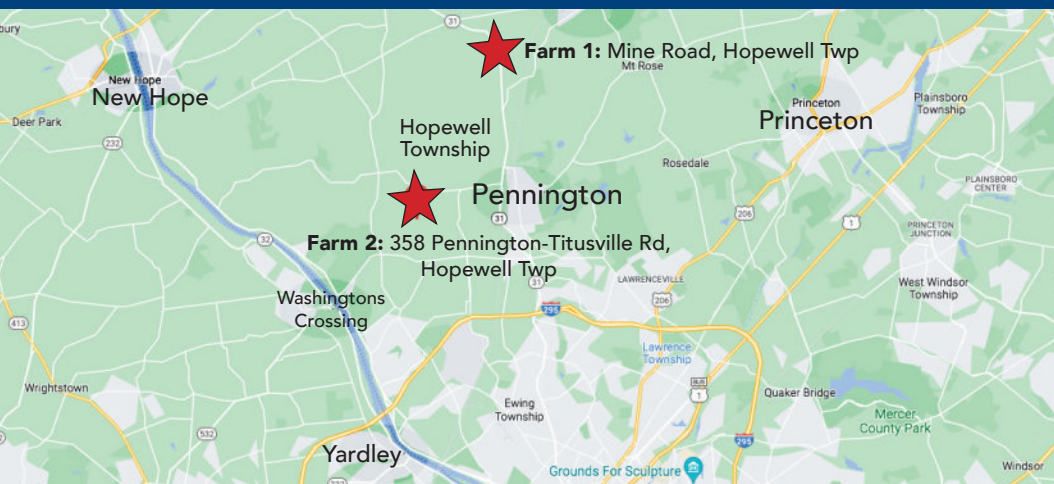 bury
31
Farm 1: Mine Road, Hopewell Twp
Mt Rose
New Hope
New Hope
Deer Park
232
Hopewell
Township
Princeton
Princeton
Plainsboro
Township
Rosedale
Pennington
PLAINSBORO
CENTER
31
206
1
PRINCETON
JUNCTION
32
Farm 2: 358 Pennington-Titusville Rd,
Hopewell Twp
31
LAWRENCEVILLE
206
West Windsor
Township
Washingtons
Crossing
295
413
Lawrence
Township
Wrightstown
BUS
1
Quaker Bridge
Ewing
Township
Mercer
County Park
532
295
Yardley
Grounds For Sculpture
Windsor
332